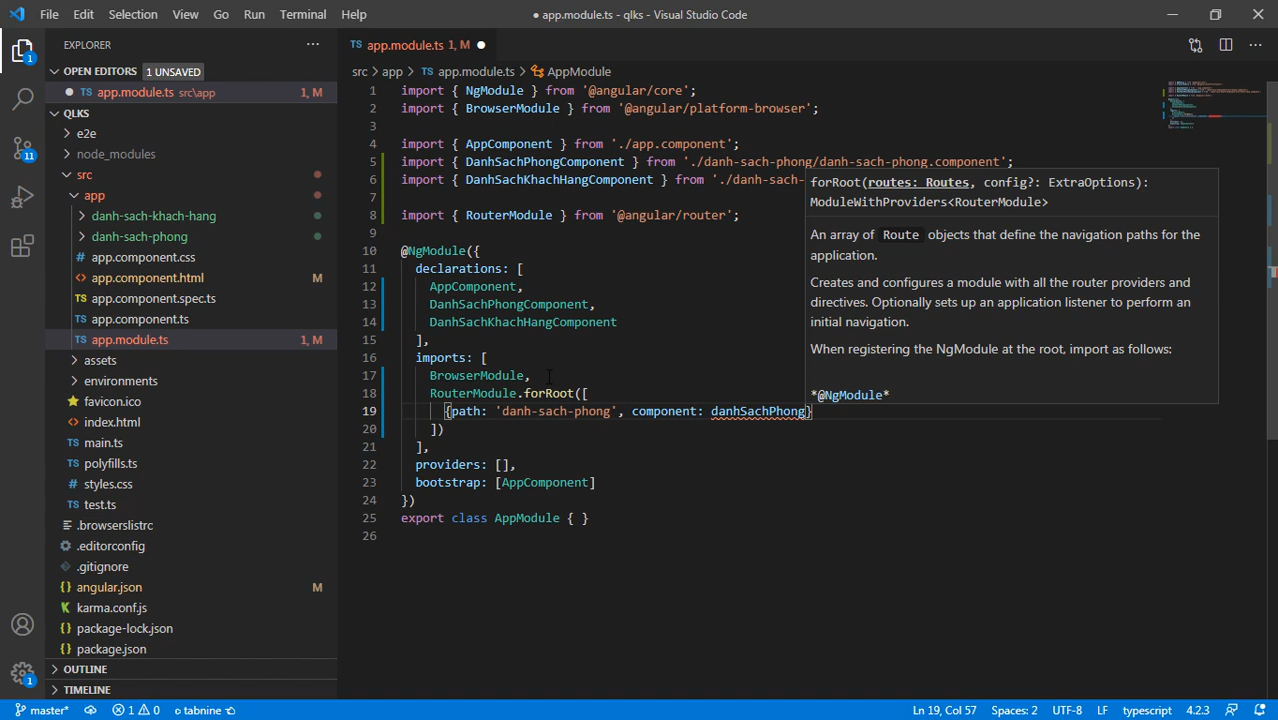 File Edit Selection View Go Run Terminal Help
● app.module.ts - qlks - Visual Studio Code
EXPLORER
OPEN EDITORS 1 UNSAVED
TS app.module.ts src\app 1, M
QLKS
e2e
node_modules
src
app
danh-sach-khach-hang
danh-sach-phong
app.component.css
app.component.html M
TS app.component.spec.ts
TS app.component.ts
TS app.module.ts 1, M
assets
environments
favicon.ico
index.html
TS main.ts
TS polyfills.ts
styles.css
TS test.ts
.browserslistrc
.editorconfig
.gitignore
angular.json M
karma.conf.js
package-lock.json
package.json
OUTLINE
TIMELINE
1
11
1
TS app.module.ts 1, M ●
src > app > TS app.module.ts > AppModule
1 import { NgModule } from '@angular/core';
2 import { BrowserModule } from '@angular/platform-browser';
3
4 import { AppComponent } from './app.component';
5 import { DanhSachPhongComponent } from './danh-sach-phong/danh-sach-phong.component';
6 import { DanhSachKhachHangComponent } from './danh-sach-
7
8 import { RouterModule } from '@angular/router';
9
10 @NgModule({
11 declarations: [
12 AppComponent,
13 DanhSachPhongComponent,
14 DanhSachKhachHangComponent
15 ],
16 imports: [
17 BrowserModule,
18 RouterModule.forRoot([
19 {path: 'danh-sach-phong', component: danhSachPhong}
20 ])
21 ],
22 providers: [],
23 bootstrap: [AppComponent]
24 })
25 export class AppModule { }
26
forRoot(routes: Routes, config?: ExtraOptions):
ModuleWithProviders<RouterModule>
An array of Route objects that define the navigation paths for the
application.
Creates and configures a module with all the router providers and
directives. Optionally sets up an application listener to perform an
initial navigation.
When registering the NgModule at the root, import as follows:
*@NgModule*
master* 1 0 tabnine Ln 19, Col 57 Spaces: 2 UTF-8 LF typescript 4.2.3